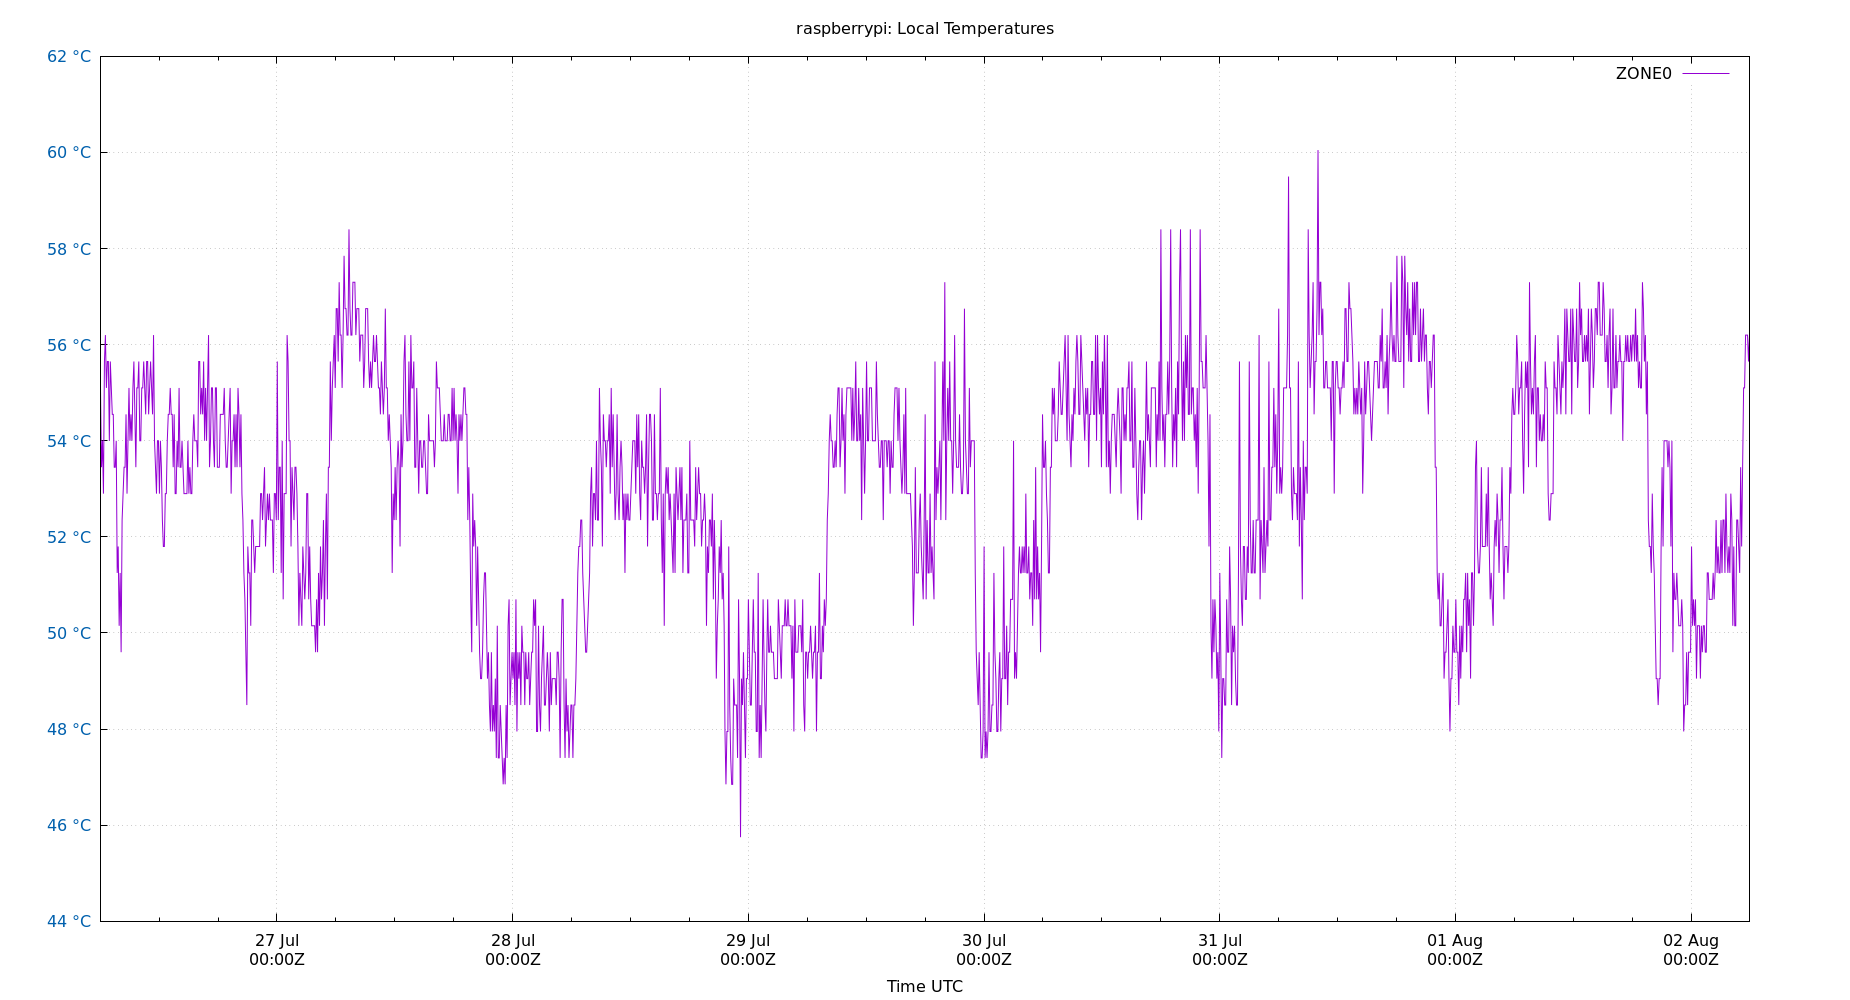 raspberrypi: Local Temperatures
62 °C
ZONE0
60 °C
58 °C
56 °C
54 °C
52 °C
50 °C
48 °C
46 °C
44 °C
27 Jul 28 Jul 29 Jul 30 Jul 31 Jul 01 Aug 02 Aug
00:00Z 00:00Z 00:00Z 00:00Z 00:00Z 00:00Z 00:00Z
Time UTC